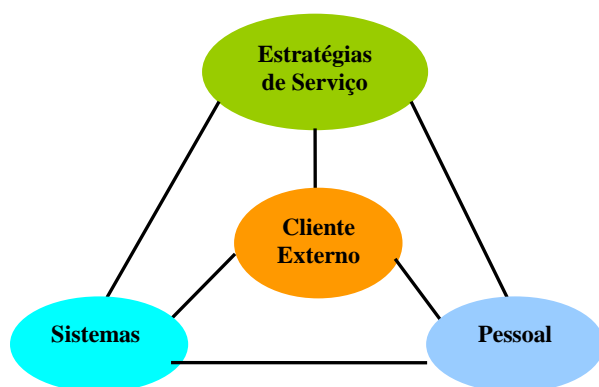 Estratégias
de Serviço
Cliente
Externo
Sistemas
Pessoal